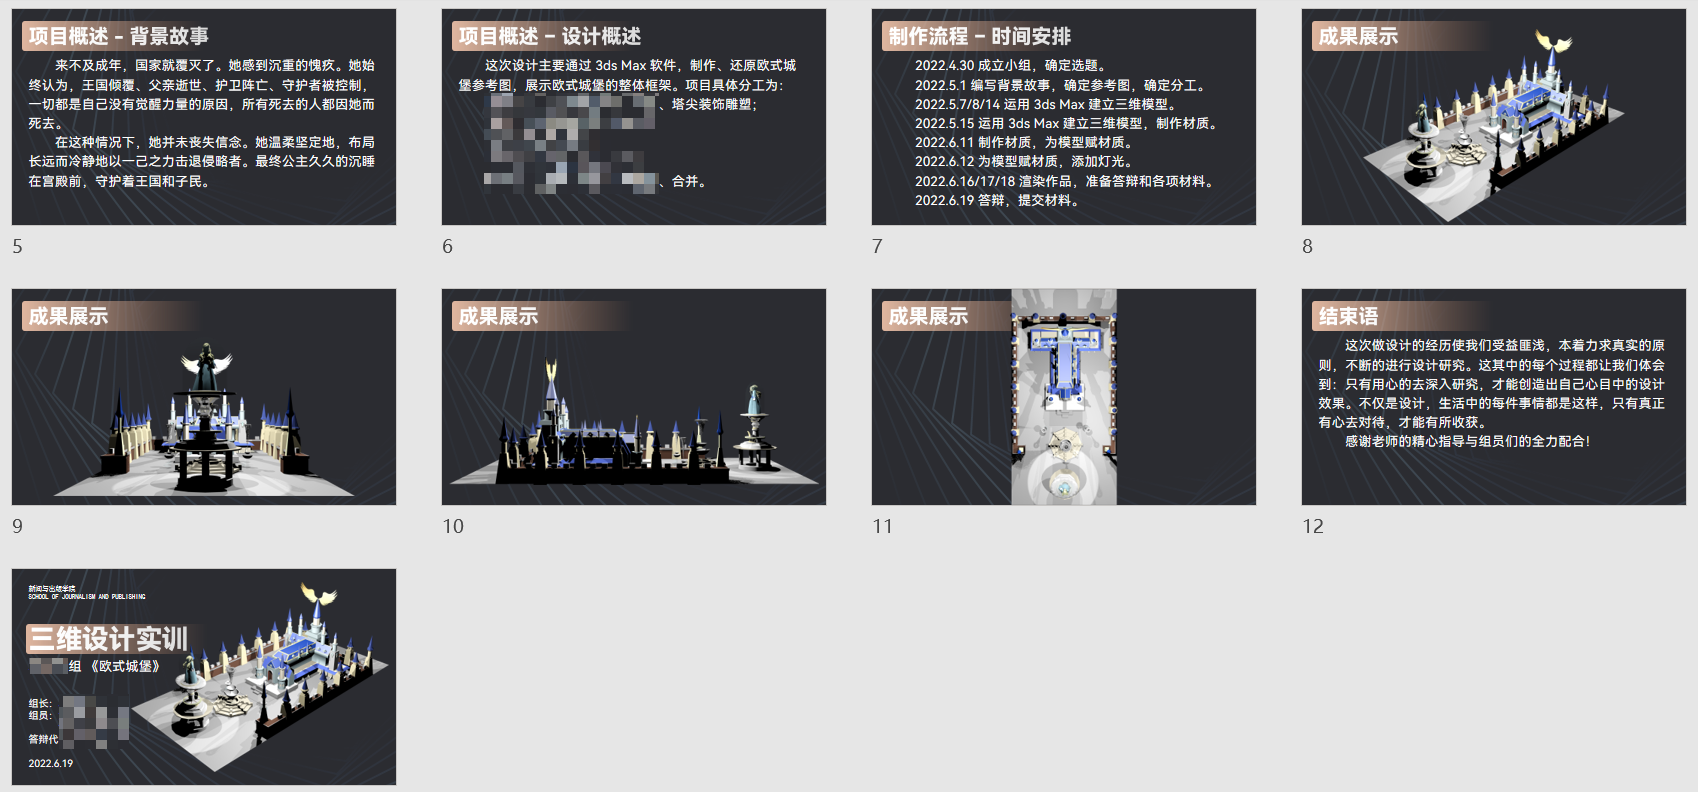 项目概述 – 背景故事
来不及成年，国家就覆灭了。她感到沉重的愧疚。她始
终认为，王国倾覆、父亲逝世、护卫阵亡、守护者被控制，
一切都是自己没有觉醒力量的原因，所有死去的人都因她而
死去。
在这种情况下，她并未丧失信念。她温柔坚定地，布局
长远而冷静地以一己之力击退侵略者。最终公主久久的沉睡
在宫殿前，守护着王国和子民。
5
项目概述 – 设计概述
这次设计主要通过 3ds Max 软件，制作、还原欧式城
堡参考图，展示欧式城堡的整体框架。项目具体分工为：
、塔尖装饰雕塑；
、合并。
6
制作流程 – 时间安排
2022.4.30 成立小组，确定选题。
2022.5.1 编写背景故事，确定参考图，确定分工。
2022.5.7/8/14 运用 3ds Max 建立三维模型。
2022.5.15 运用 3ds Max 建立三维模型，制作材质。
2022.6.11 制作材质，为模型赋材质。
2022.6.12 为模型赋材质，添加灯光。
2022.6.16/17/18 渲染作品，准备答辩和各项材料。
2022.6.19 答辩，提交材料。
7
成果展示
8
成果展示
9
成果展示
10
成果展示
11
结束语
这次做设计的经历使我们受益匪浅，本着力求真实的原
则，不断的进行设计研究。这其中的每个过程都让我们体会
到：只有用心的去深入研究，才能创造出自己心目中的设计
效果。不仅是设计，生活中的每件事情都是这样，只有真正
有心去对待，才能有所收获。
感谢老师的精心指导与组员们的全力配合！
12
新闻与出版学院
SCHOOL OF JOURNALISM AND PUBLISHING
三维设计实训
组 《欧式城堡》
组长：
组员：
答辩代
2022.6.19